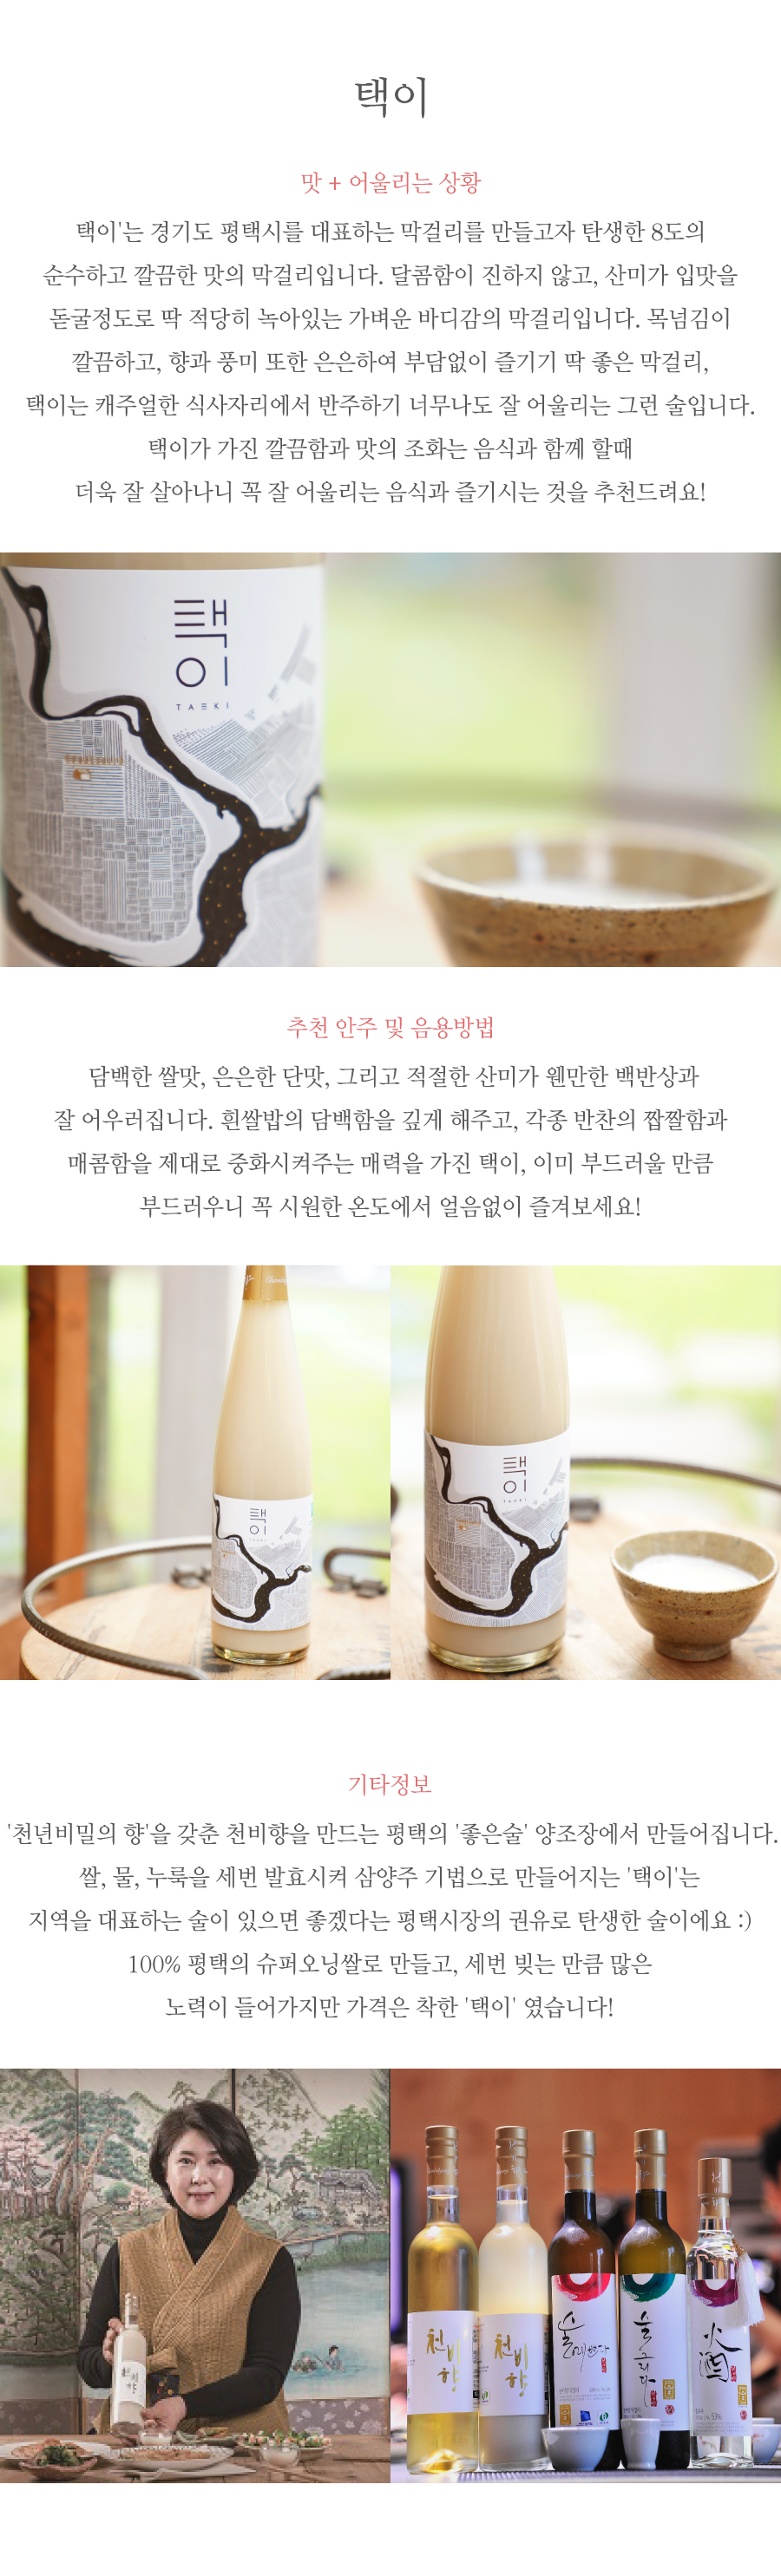 택이
맛 + 어울리는 상황
택이'는 경기도 평택시를 대표하는 막걸리를 만들고자 탄생한 8도의
순수하고 깔끔한 맛의 막걸리입니다. 달콤함이 진하지 않고, 산미가 입맛을
돋굴정도로 딱 적당히 녹아있는 가벼운 바디감의 막걸리입니다. 목넘김이
깔끔하고, 향과 풍미 또한 은은하여 부담없이 즐기기 딱 좋은 막걸리,
택이는 캐주얼한 식사자리에서 반주하기 너무나도 잘 어울리는 그런 술입니다.
택이가 가진 깔끔함과 맛의 조화는 음식과 함께 할때
더욱 잘 살아나니 꼭 잘 어울리는 음식과 즐기시는 것을 추천드려요!
택이
TAEKI
추천 안주 및 음용방법
담백한 쌀맛, 은은한 단맛, 그리고 적절한 산미가 웬만한 백반상과
잘 어우러집니다. 흰쌀밥의 담백함을 깊게 해주고, 각종 반찬의 짭짤함과
매콤함을 제대로 중화시켜주는 매력을 가진 택이, 이미 부드러울 만큼
부드러우니 꼭 시원한 온도에서 얼음없이 즐겨보세요!
택이
택이
TAEKI
기타정보
'천년비밀의 향'을 갖춘 천비향을 만드는 평택의 '좋은술' 양조장에서 만들어집니다.
쌀, 물, 누룩을 세번 발효시켜 삼양주 기법으로 만들어지는 '택이'는
지역을 대표하는 술이 있으면 좋겠다는 평택시장의 권유로 탄생한 술이에요 :)
100% 평택의 슈퍼오닝쌀로 만들고, 세번 빚는 만큼 많은
노력이 들어가지만 가격은 착한 '택이' 였습니다!
천비향
천비향
천비향
술그리다
火酒
53%